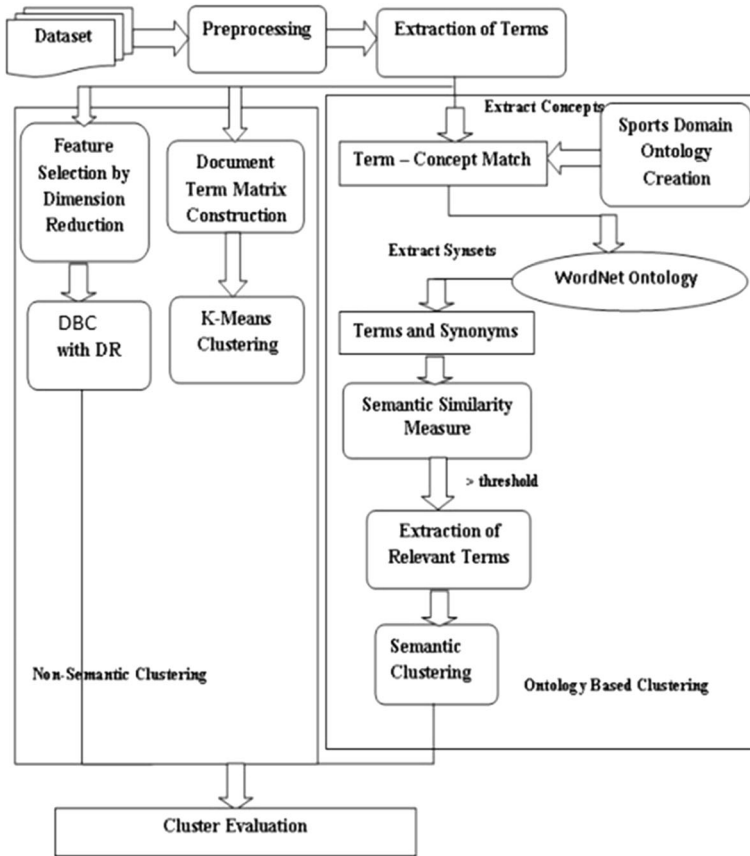 Dataset
Preprocessing
Extraction of Terms
Feature
Selection by
Dimension
Reduction
Document
Term Matrix
Construction
DBC
with DR
K-Means
Clustering
Non-Semantic Clustering
Extract Concepts
Term – Concept Match
Sports Domain
Ontology
Creation
Extract Synsets
WordNet Ontology
Terms and Synonyms
Semantic Similarity
Measure
> threshold
Extraction of
Relevant Terms
Semantic
Clustering
Ontology Based Clustering
Cluster Evaluation